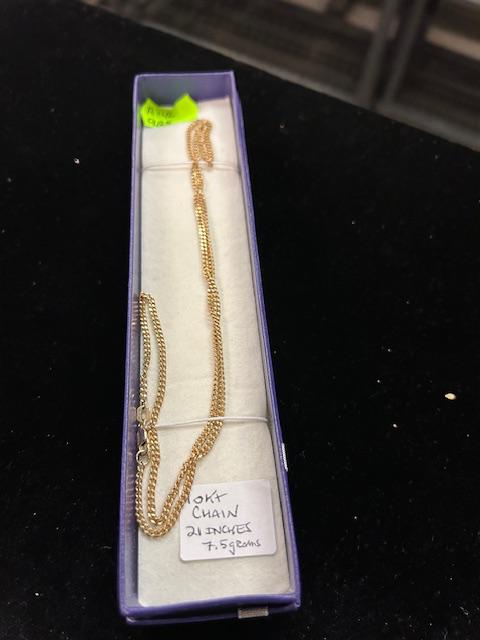 10KT
CHAIN
21 INCHES
7.5 grams